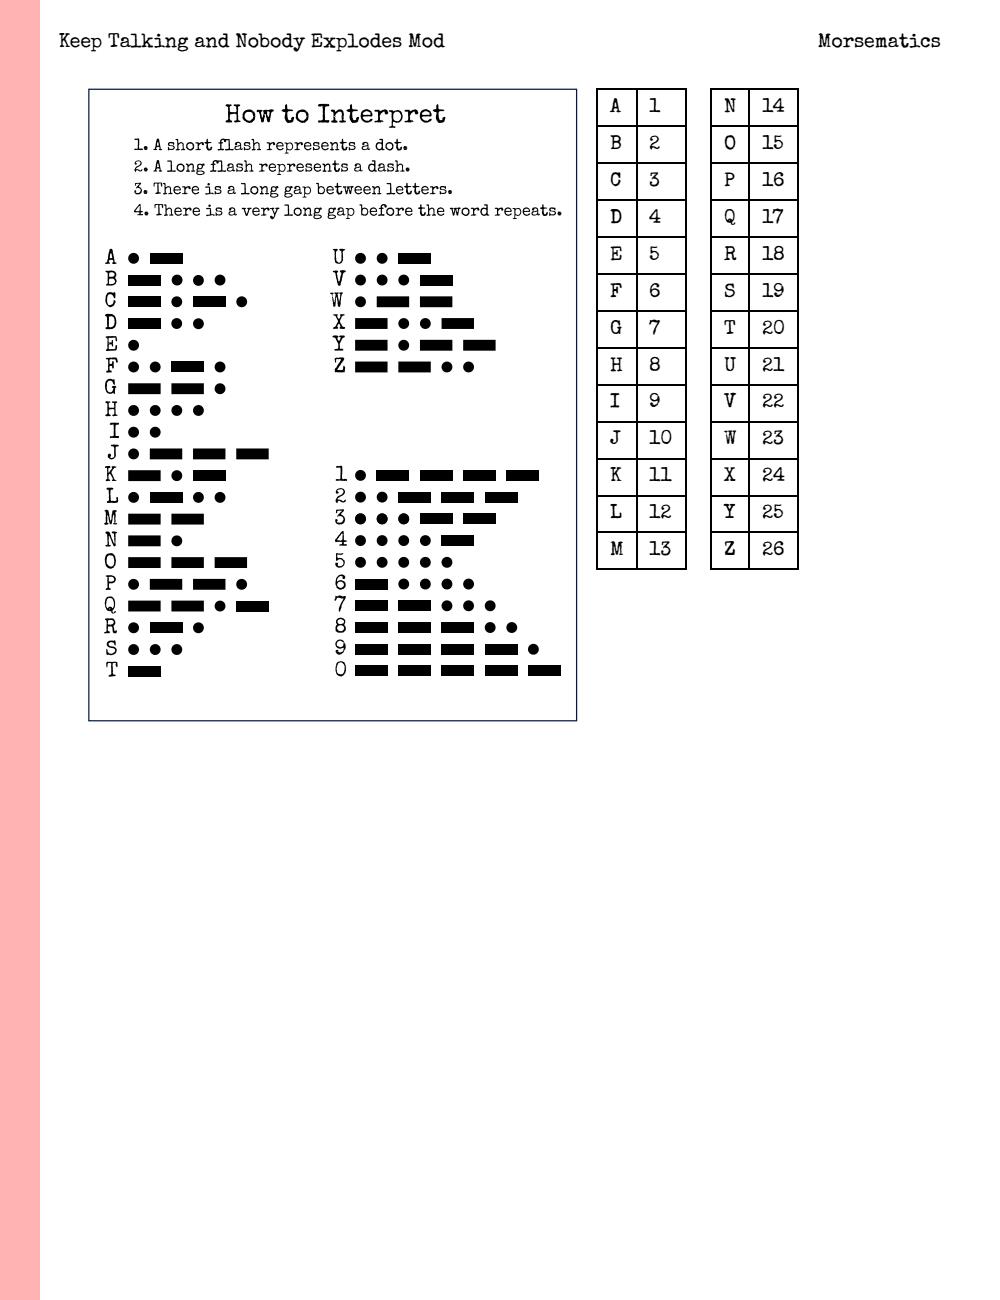 Keep Talking and Nobody Explodes Mod
Morsematics
How to Interpret
1. A short flash represents a dot.
2. A long flash represents a dash.
3. There is a long gap between letters.
4. There is a very long gap before the word repeats.
A
B
C
D
E
F
G
H
I
J
K
L
M
N
O
P
Q
R
S
T
U
V
W
X
Y
Z
1
2
3
4
5
6
7
8
9
0
A 1
B 2
C 3
D 4
E 5
F 6
G 7
H 8
I 9
J 10
K 11
L 12
M 13
N 14
O 15
P 16
Q 17
R 18
S 19
T 20
U 21
V 22
W 23
X 24
Y 25
Z 26